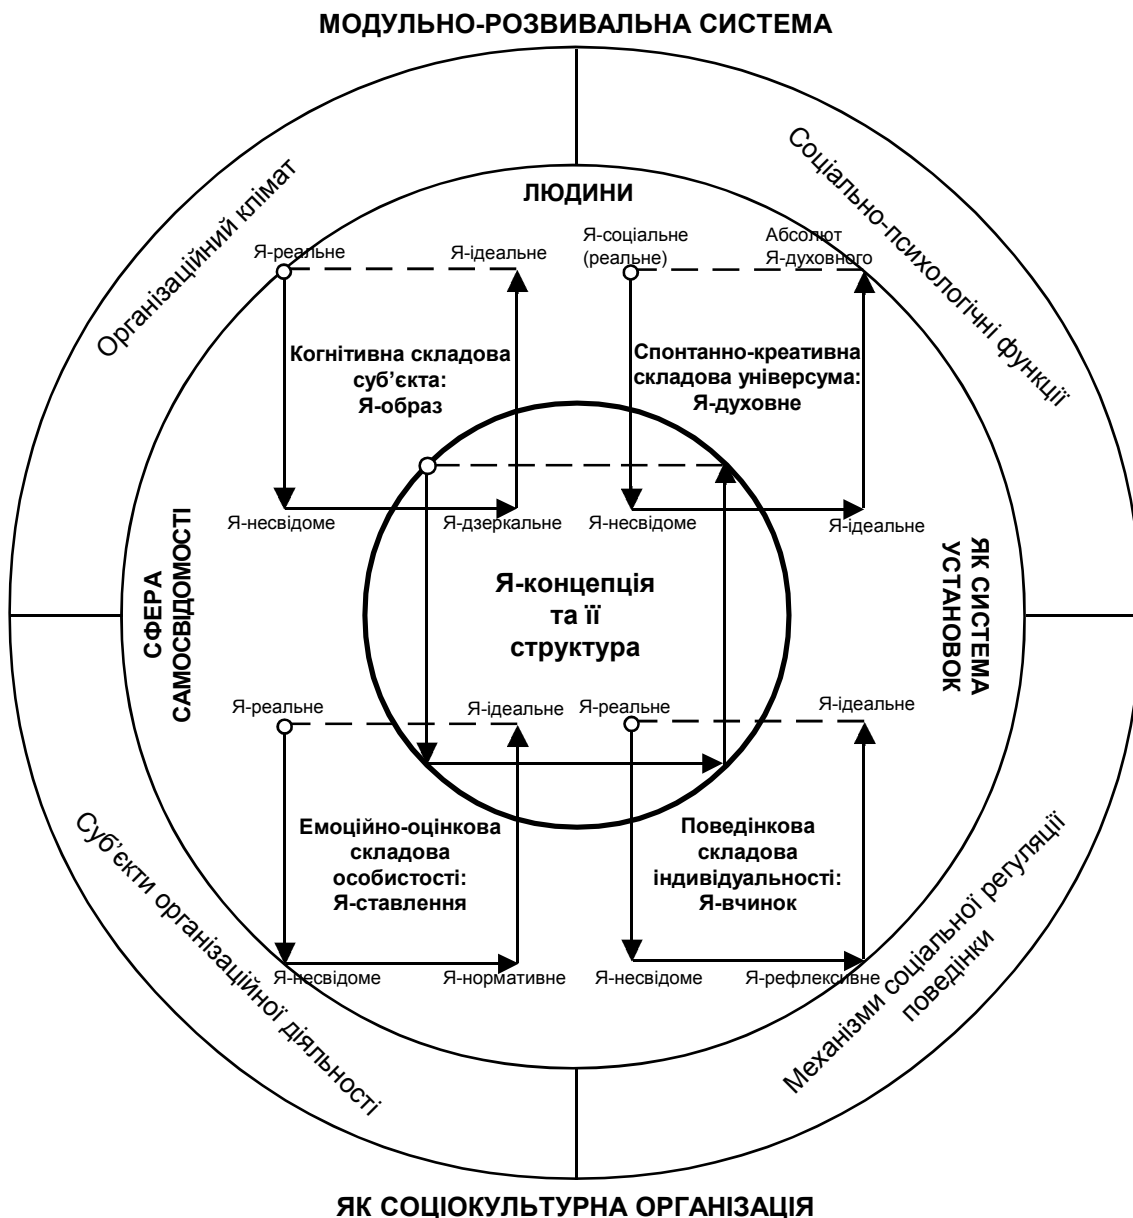 МОДУЛЬНО-РОЗВИВАЛЬНА СИСТЕМА
Організаційний клімат
Соціально-психологічні функції
ЛЮДИНИ
Я-реальне
Я-ідеальне
Я-соціальне
(реальне)
Абсолют
Я-духовного
Когнітивна складова
суб’єкта:
Я-образ
Спонтанно-креативна
складова універсума:
Я-духовне
Я-несвідоме
Я-дзеркальне
Я-несвідоме
Я-ідеальне
СФЕРА
САМОСВІДОМОСТІ
Я-концепція
та її
структура
ЯК СИСТЕМА
УСТАНОВОК
Я-реальне
Я-ідеальне
Я-реальне
Я-ідеальне
Емоційно-оцінкова
складова
особистості:
Я-ставлення
Поведінкова
складова
індивідуальності:
Я-вчинок
Я-несвідоме
Я-нормативне
Я-несвідоме
Я-рефлексивне
Суб’єкти організаційної діяльності
Механізми соціальної регуляції
поведінки
ЯК СОЦІОКУЛЬТУРНА ОРГАНІЗАЦІЯ